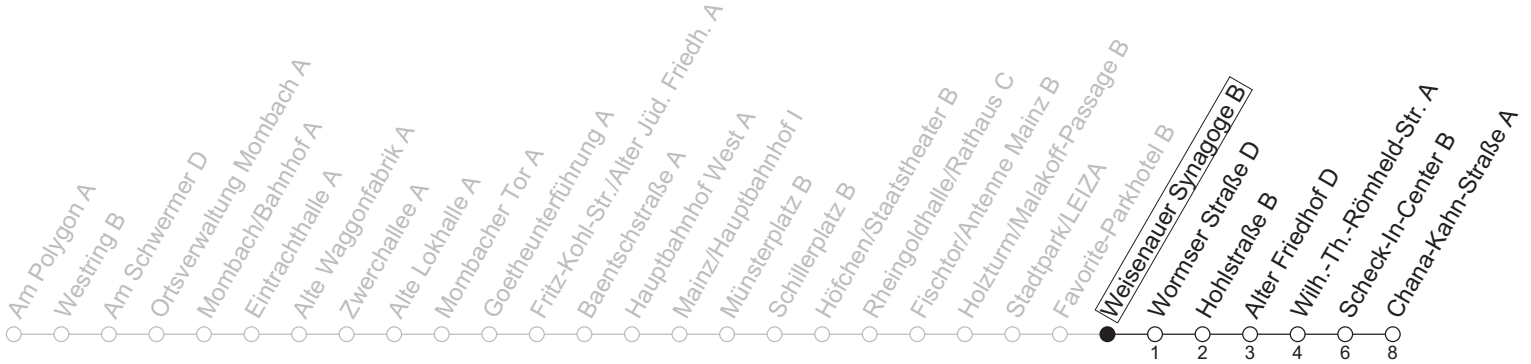 Am Polygon A
Westring B
Am Schwermer D
Ortsverwaltung Mombach A
Mombach/Bahnhof A
Eintrachthalle A
Alte Waggonfabrik A
Zwerchallee A
Alte Lokhalle A
Mombacher Tor A
Goetheunterführung A
Fritz-Kohl-Str./Alter Jüd. Friedh. A
Baentschstraße A
Hauptbahnhof West A
Mainz/Hauptbahnhof I
Münsterplatz B
Schillerplatz B
Höfchen/Staatstheater B
Rheingoldhalle/Rathaus C
Fischtor/Antenne Mainz B
Holzturm/Malakoff-Passage B
Stadtpark/LEIZA
Favorite-Parkhotel B
Weisenauer Synagoge B
Wormser Straße D
Hohlstraße B
Alter Friedhof D
Wilh.-Th.-Römheld-Str. A
Scheck-In-Center B
Chana-Kahn-Straße A
1 2 3 4 6 8